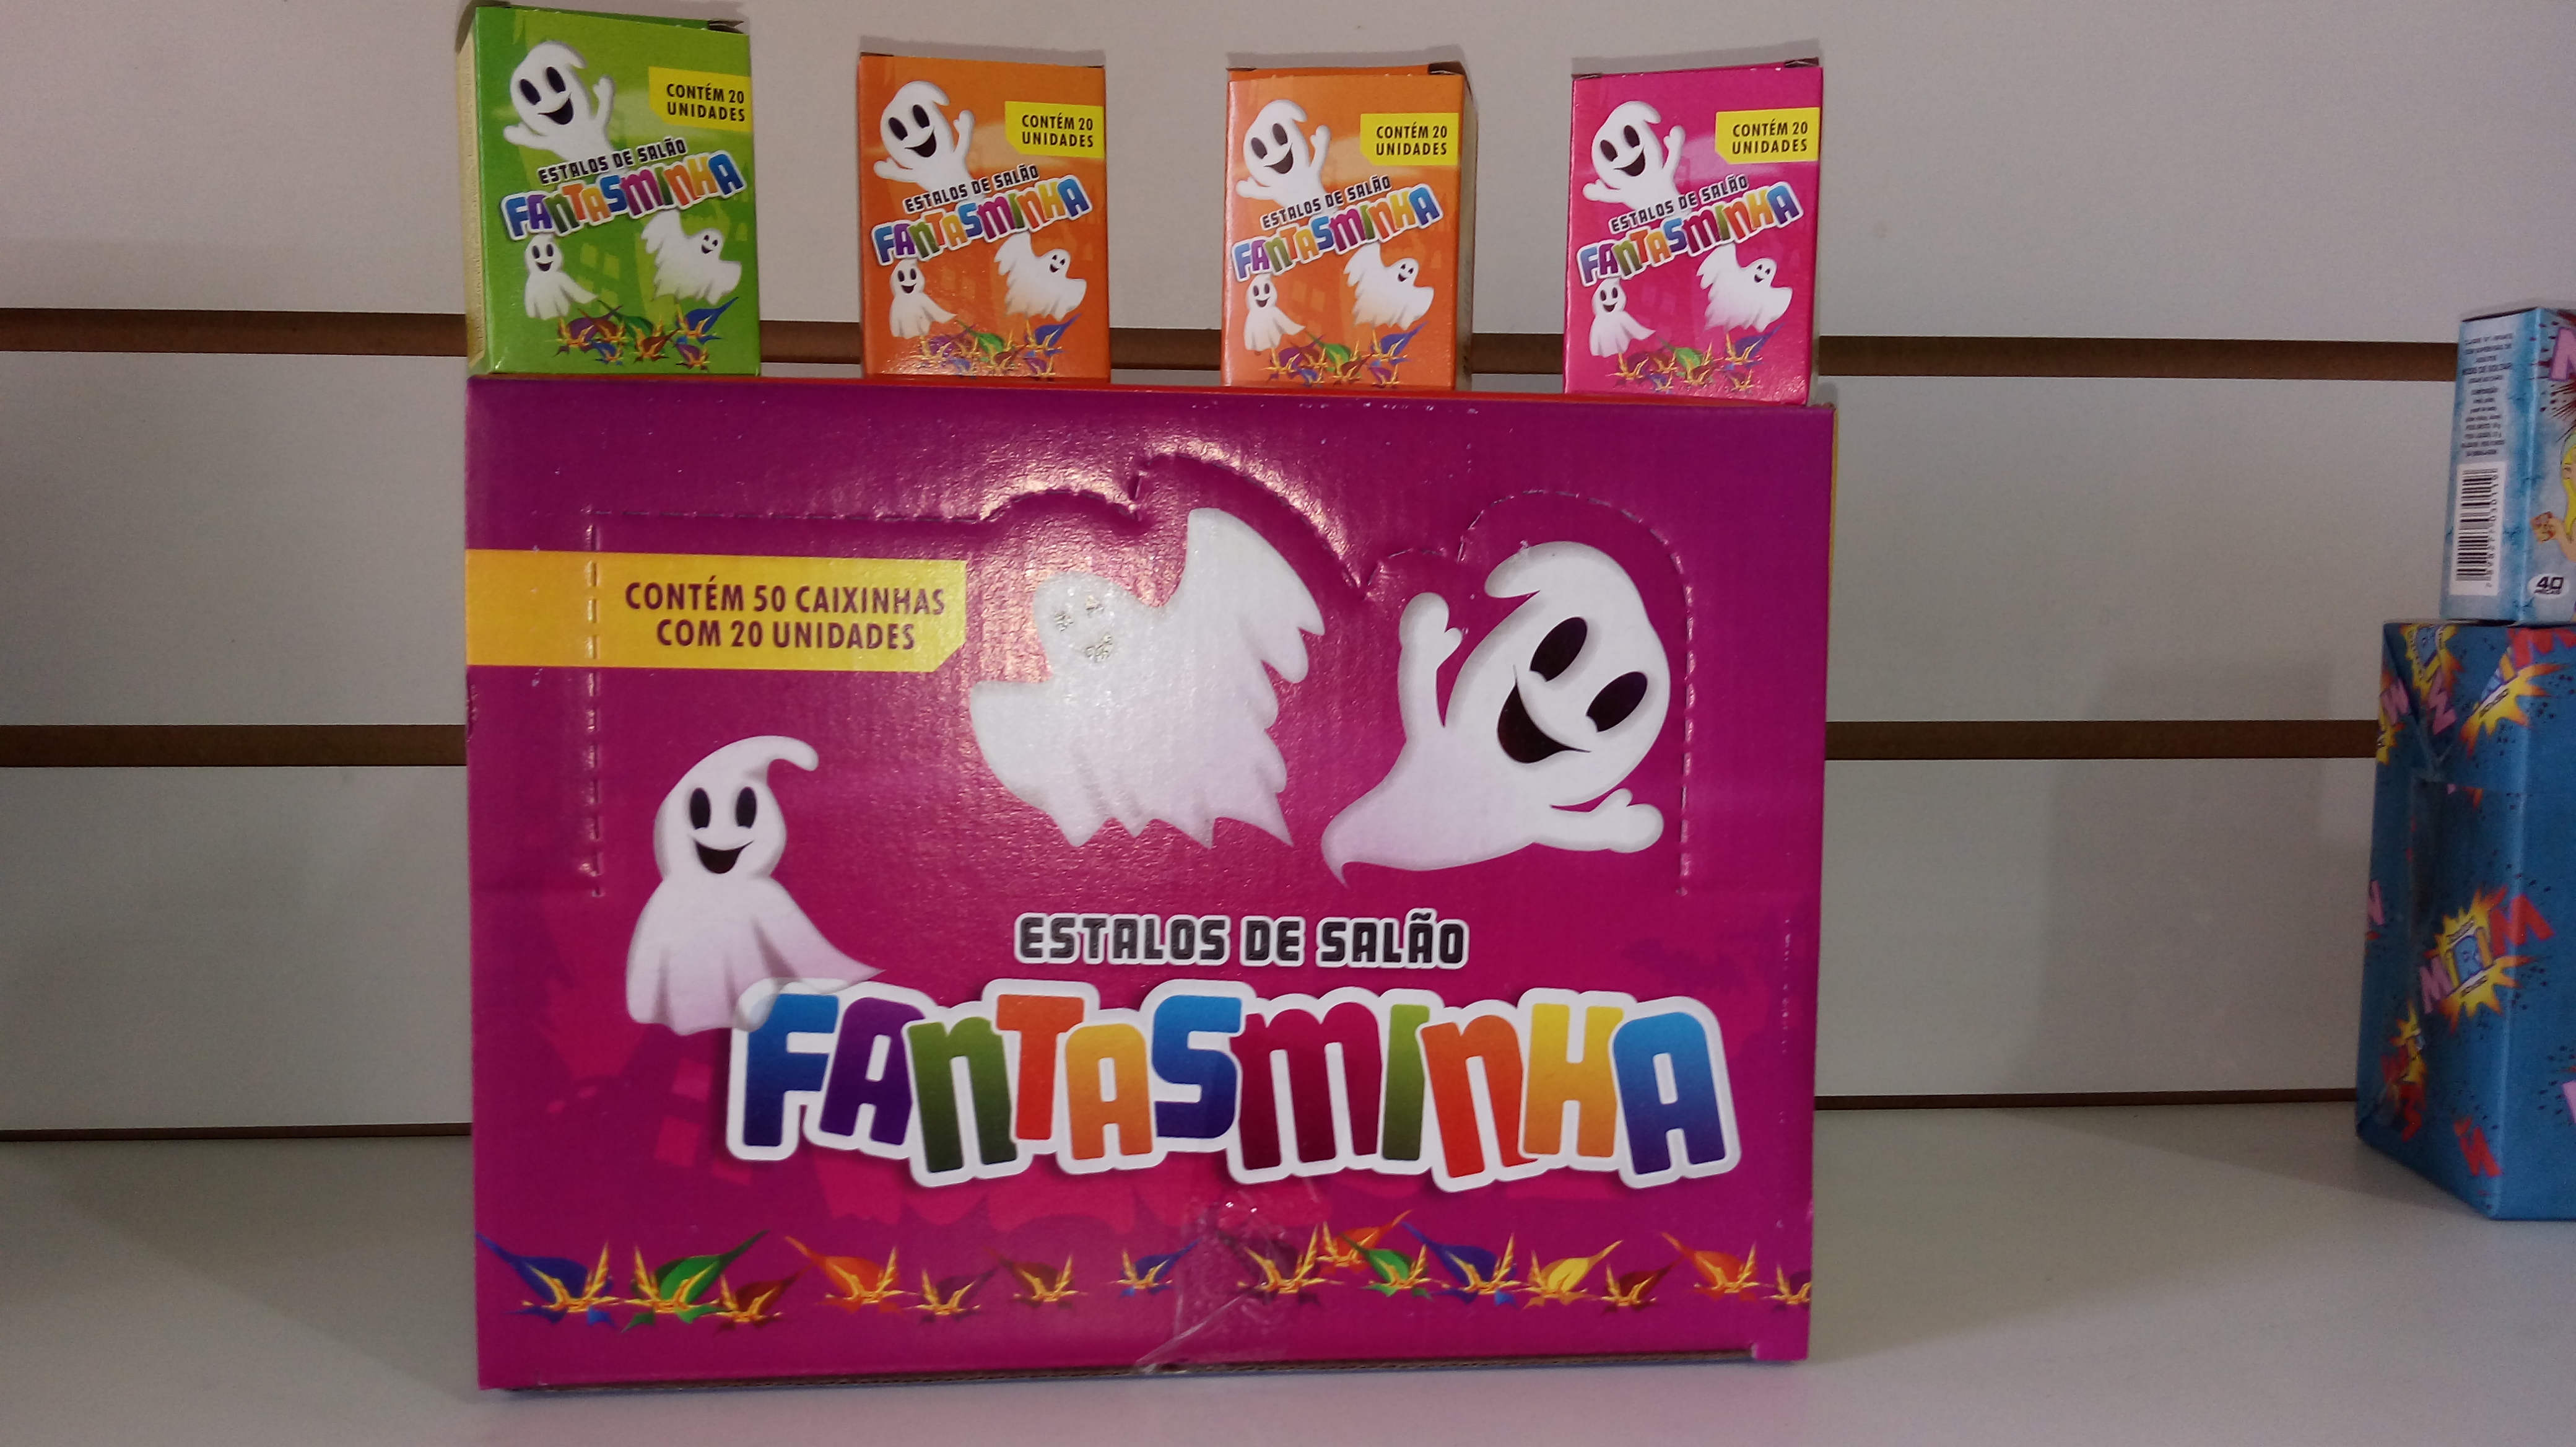 CONTÉM 20
UNIDADES
ESTALOS DE SALÃO
FANTASMINHA
CONTÉM 20
UNIDADES
ESTALOS DE SALÃO
FANTASMINHA
CONTÉM 20
UNIDADES
ESTALOS DE SALÃO
FANTASMINHA
CONTÉM 20
UNIDADES
ESTALOS DE SALÃO
FANTASMINHA
CONTÉM 50 CAIXINHAS
COM 20 UNIDADES
ESTALOS DE SALÃO
FANTASMINHA
40
MIRIM